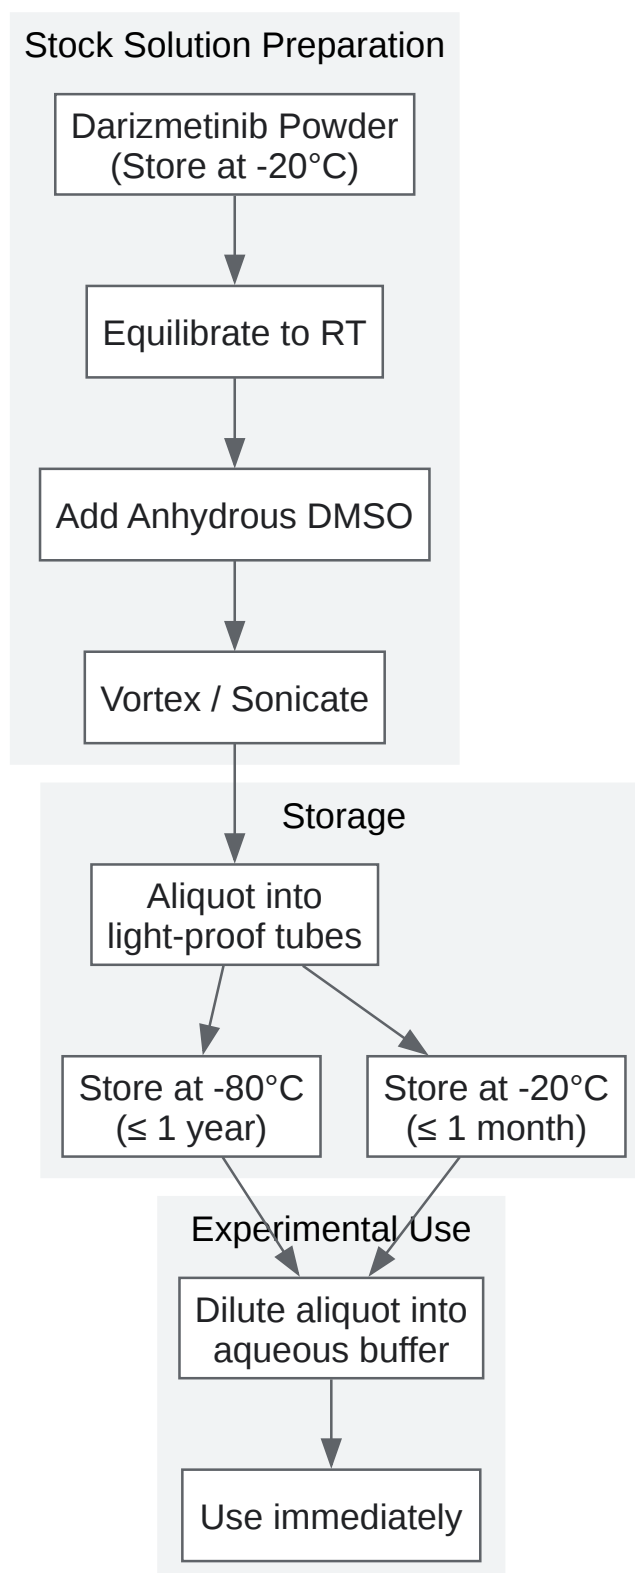 Stock Solution Preparation
Darizmetinib Powder
(Store at -20°C)
Equilibrate to RT
Add Anhydrous DMSO
Vortex / Sonicate
Storage
Aliquot into
light-proof tubes
Store at -80°C
(≤ 1 year)
Store at -20°C
(≤ 1 month)
Experimental Use
Dilute aliquot into
aqueous buffer
Use immediately